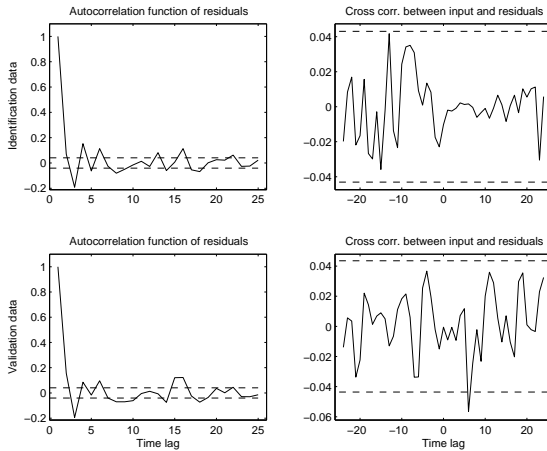 Autocorrelation function of residuals
Cross corr. between input and residuals
Identification data
1
0.8
0.6
0.4
0.2
0
−0.2
0 5 10 15 20 25
0.04
0.02
0
−0.02
−0.04
−20 −10 0 10 20
Autocorrelation function of residuals
Cross corr. between input and residuals
Validation data
1
0.8
0.6
0.4
0.2
0
−0.2
0 5 10 15 20 25
Time lag
0.04
0.02
0
−0.02
−0.04
−0.06
−20 −10 0 10 20
Time lag